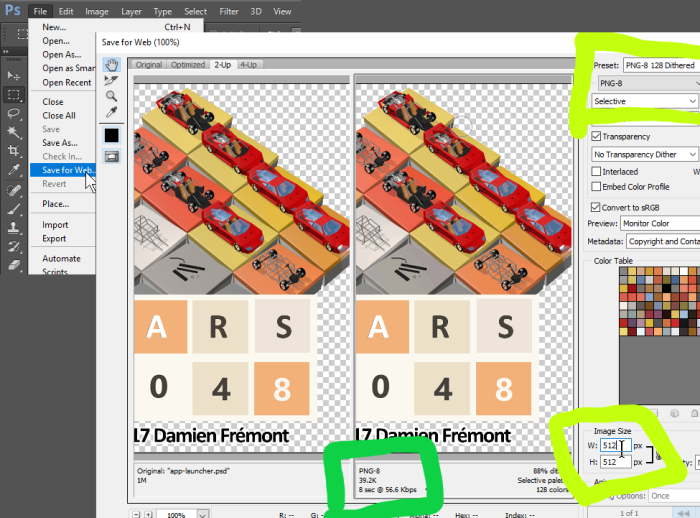 Ps File Edit Image Layer Type Select Filter 3D View
New... Ctrl+N
Open...
Open As...
Open as Smar
Open Recent
Close
Close All
Save
Save As...
Check In...
Save for Web...
Revert
Place...
Import
Export
Automate
Scripts
Save for Web (100%)
Original Optimized 2-Up 4-Up
A R S
0 4 8
17 Damien Frémont
Original: "app-launcher.psd"
1M
A R S
0 4 8
17 Damien Frémont
PNG-8
39.2K
8 sec @ 56.6 Kbps
88% dit
Selective pale
128 colors
100% R: -- G: Alpha: -- Hex: -- Index: --
Preset: PNG-8 128 Dithered
PNG-8
Selective
Transparency
No Transparency Dither
Interlaced W
Embed Color Profile
Convert to sRGB
Preview: Monitor Color
Metadata: Copyright and Conta
Color Table
Image Size
W: 512 px
H: 512 px
Options: Once
1 of 1